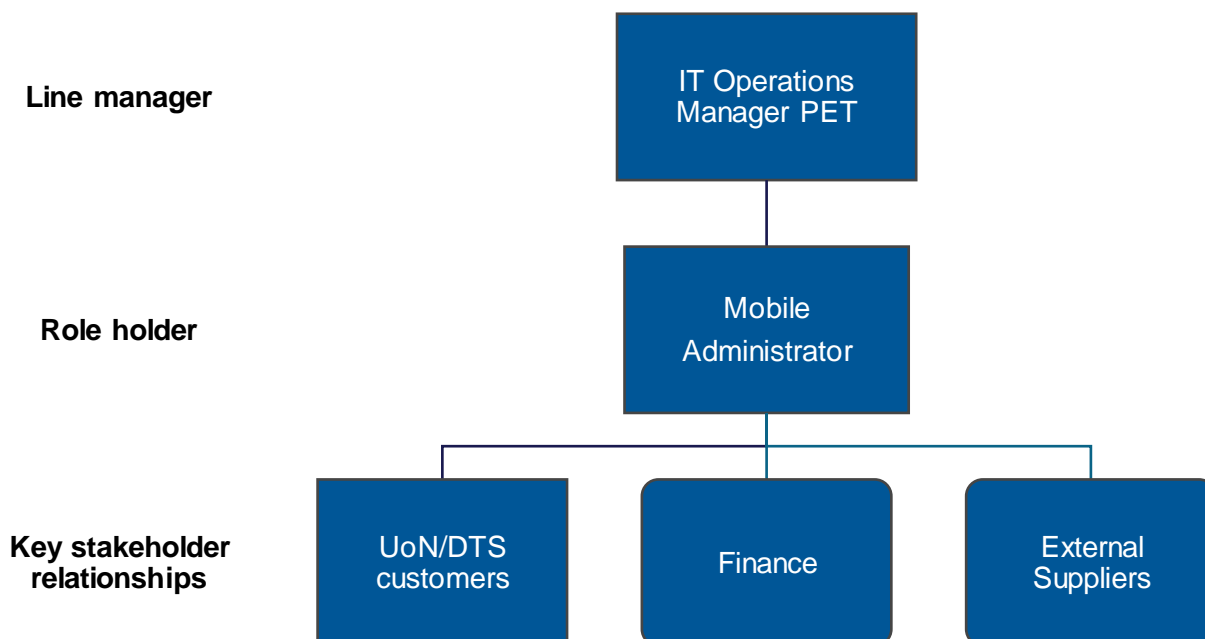 Line manager
IT Operations
Manager PET
Role holder
Mobile
Administrator
Key stakeholder
relationships
UoN/DTS
customers
Finance
External
Suppliers